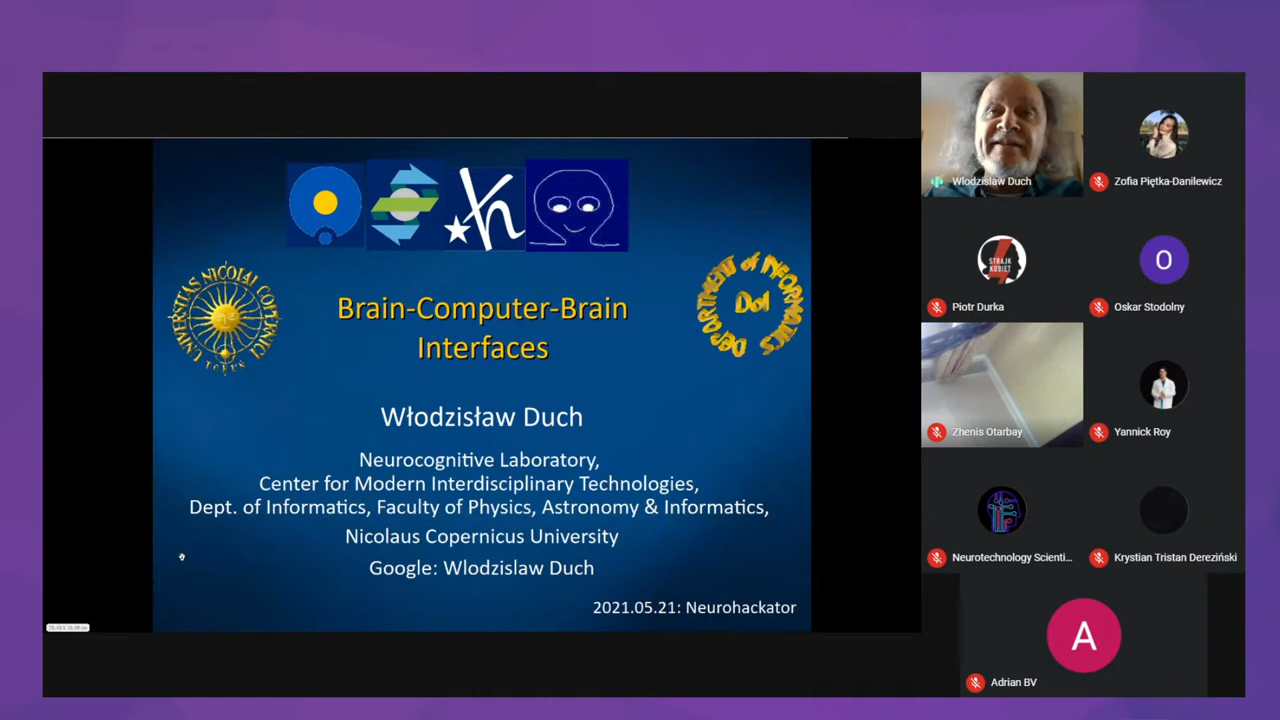 UNIVERSITAS NICOLAI COPERNICI
DEPARTMENT of INFORMATICS
DoI
Brain-Computer-Brain
Interfaces
Włodzisław Duch
Neurocognitive Laboratory,
Center for Modern Interdisciplinary Technologies,
Dept. of Informatics, Faculty of Physics, Astronomy & Informatics,
Nicolaus Copernicus University
Google: Wlodzislaw Duch
2021.05.21: Neurohackator
Wlodzislaw Duch
Zofia Piętka-Danilewicz
STRAJK
KOBIET
Piotr Durka
O
Oskar Stodolny
Zhenis Otarbay
Yannick Roy
Neurotechnology Scienti...
Krystian Tristan Dereziński
A
Adrian BV